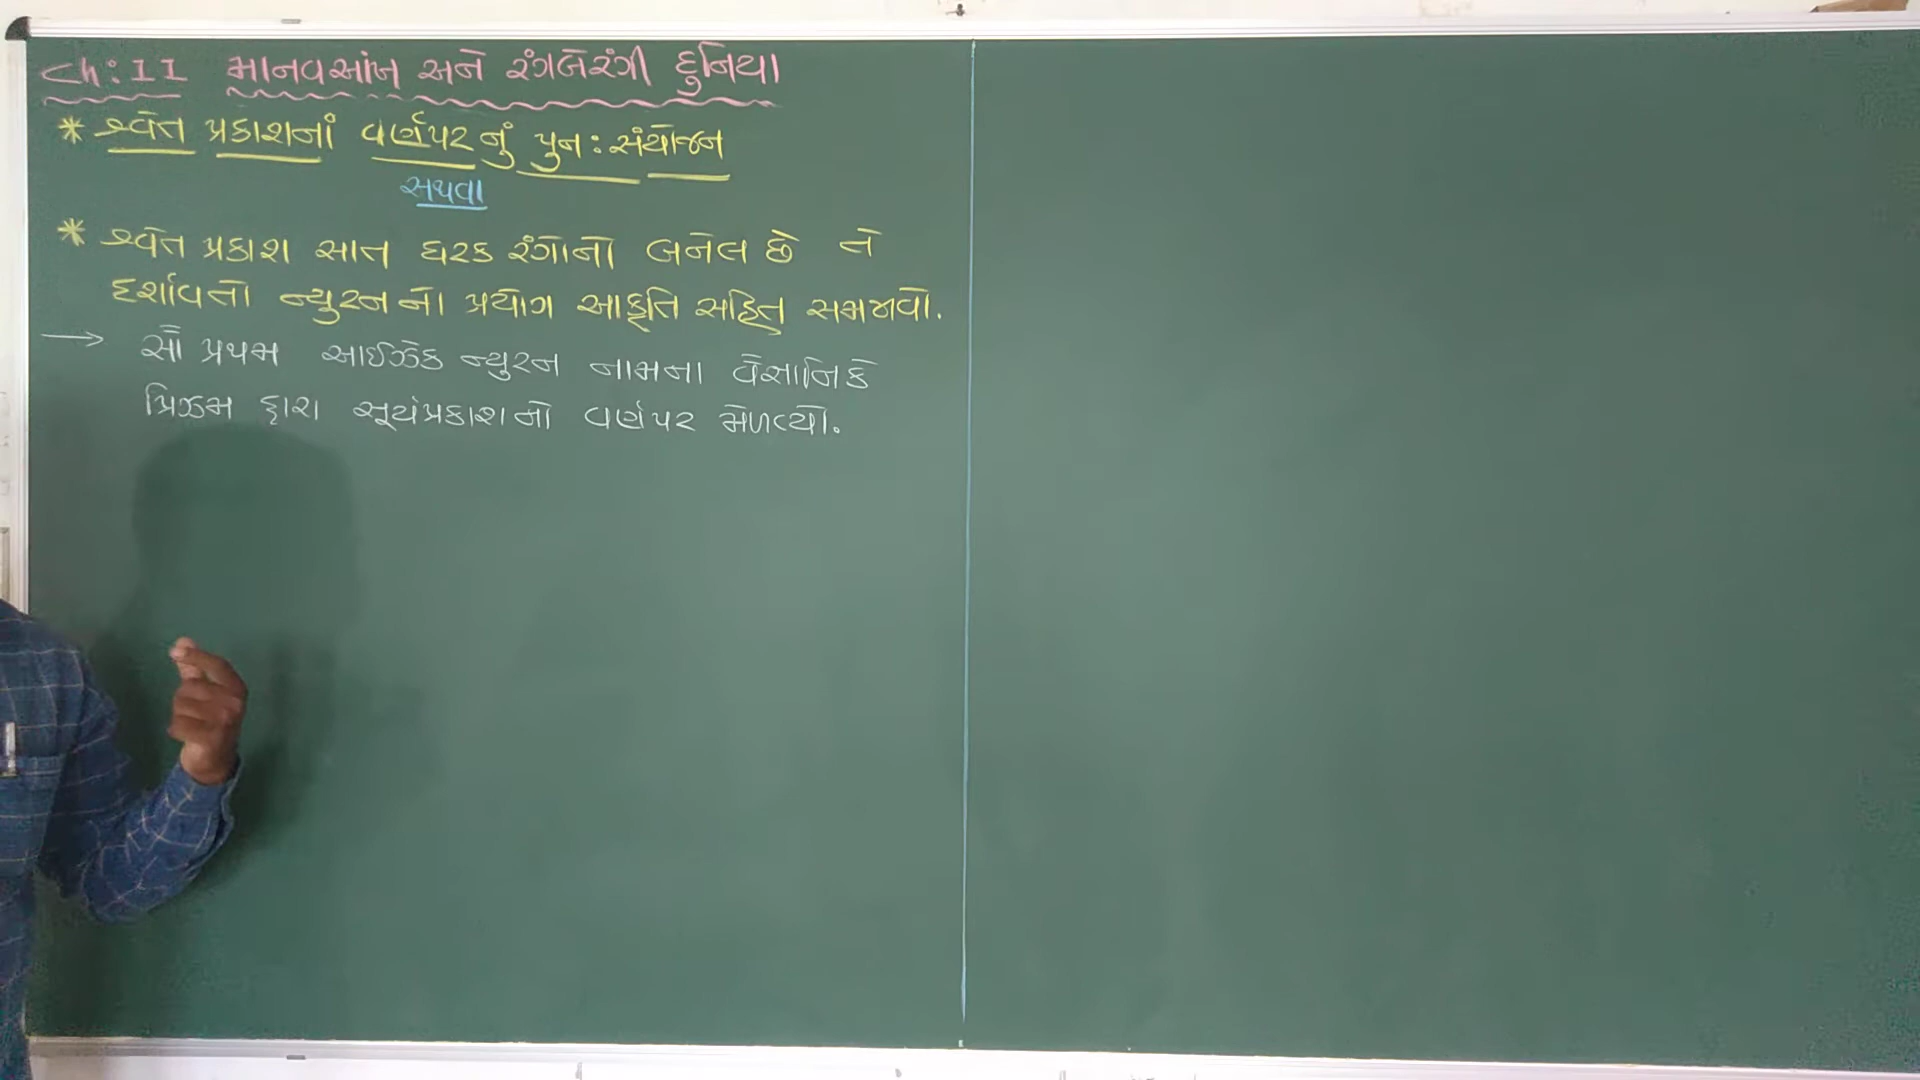 Ch: II માનવઆંખ અને રંગબેરંગી દુનિયા
* શ્વેત પ્રકાશનાં વર્ણપટનું પુનઃસંયોજન
અથવા
* શ્વેત પ્રકાશ સાત ઘટક રંગોનો બનેલ છે તે
દર્શાવતો ન્યુટનનો પ્રયોગ આકૃતિ સહિત સમજાવો.
→ સૌ પ્રથમ આઈઝેક ન્યુટન નામના વૈજ્ઞાનિકે
પ્રિઝમ દ્વારા સૂર્યપ્રકાશનો વર્ણપટ મેળવ્યો.